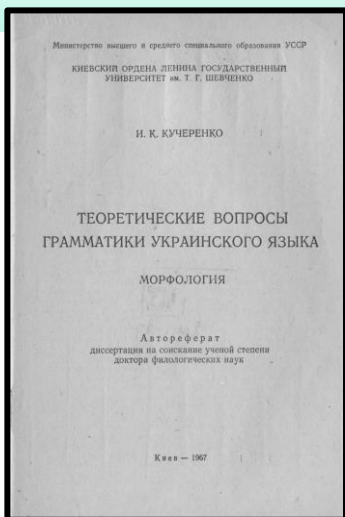 Министерство высшего и среднего специального образования УССР
КИЕВСКИЙ ОРДЕНА ЛЕНИНА ГОСУДАРСТВЕННЫЙ
УНИВЕРСИТЕТ им. Т. Г. ШЕВЧЕНКО
И. К. КУЧЕРЕНКО
ТЕОРЕТИЧЕСКИЕ ВОПРОСЫ
ГРАММАТИКИ УКРАИНСКОГО ЯЗЫКА
МОРФОЛОГИЯ
Автореферат
диссертации на соискание ученой степени
доктора филологических наук
Киев — 1967